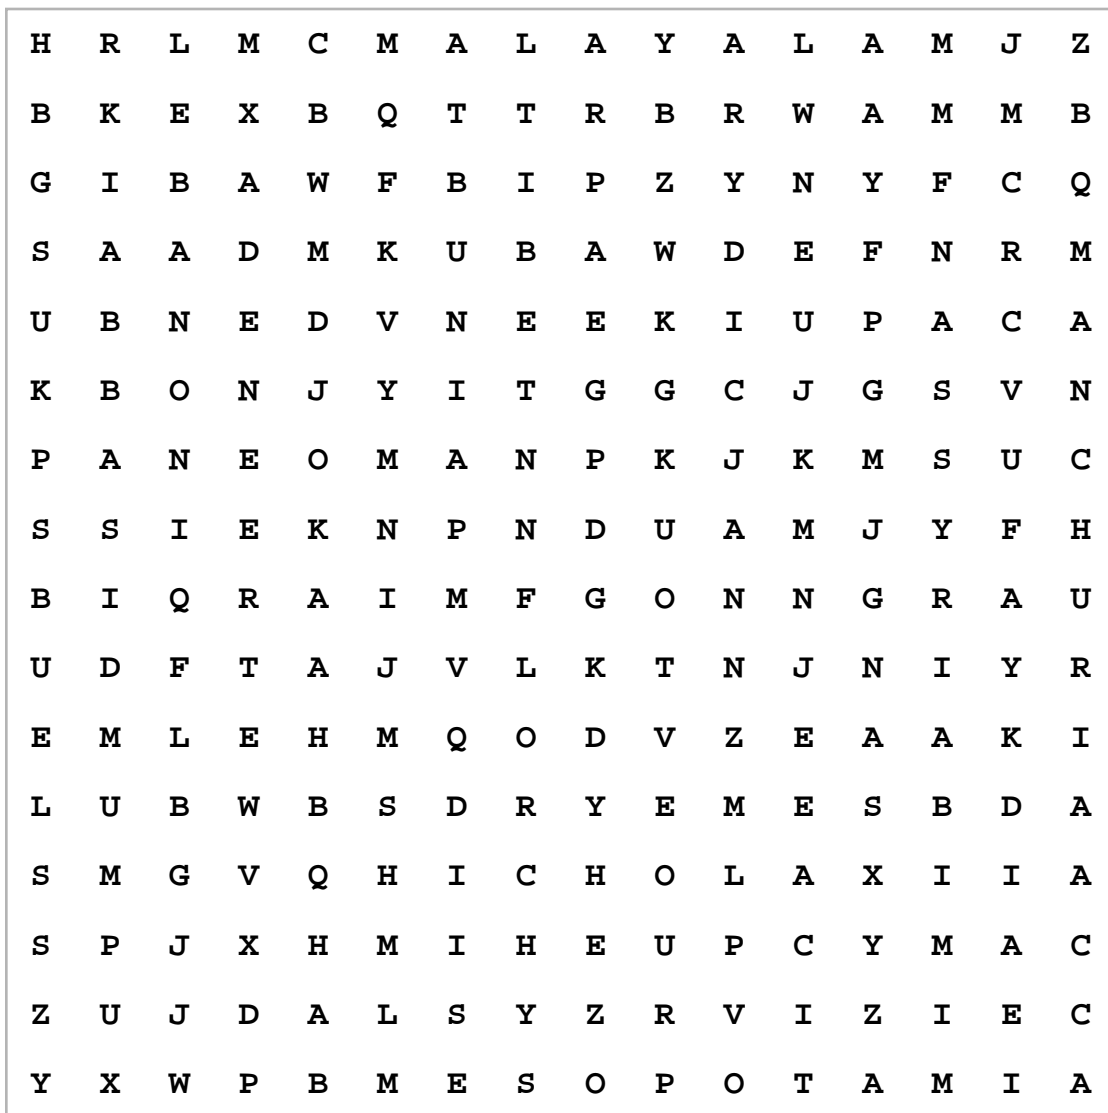 H R L M C M A L A Y A L A M J Z
B K E X B Q T T R B R W A M M B
G I B A W F B I P Z Y N Y F C Q
S A A D M K U B A W D E F N R M
U B N E D V N E E K I U P A C A
K B O N J Y I T G G C J G S V N
P A N E O M A N P K J K M S U C
S S I E K N P N D U A M J Y F H
B I Q R A I M F G O N N G R A U
U D F T A J V L K T N J N I Y R
E M L E H M Q O D V Z E A A K I
L U B W B S D R Y E M E S B D A
S M G V Q H I C H O L A X I I A
S P J X H M I H E U P C Y M A C
Z U J D A L S Y Z R V I Z I E C
Y X W P B M E S O P O T A M I A